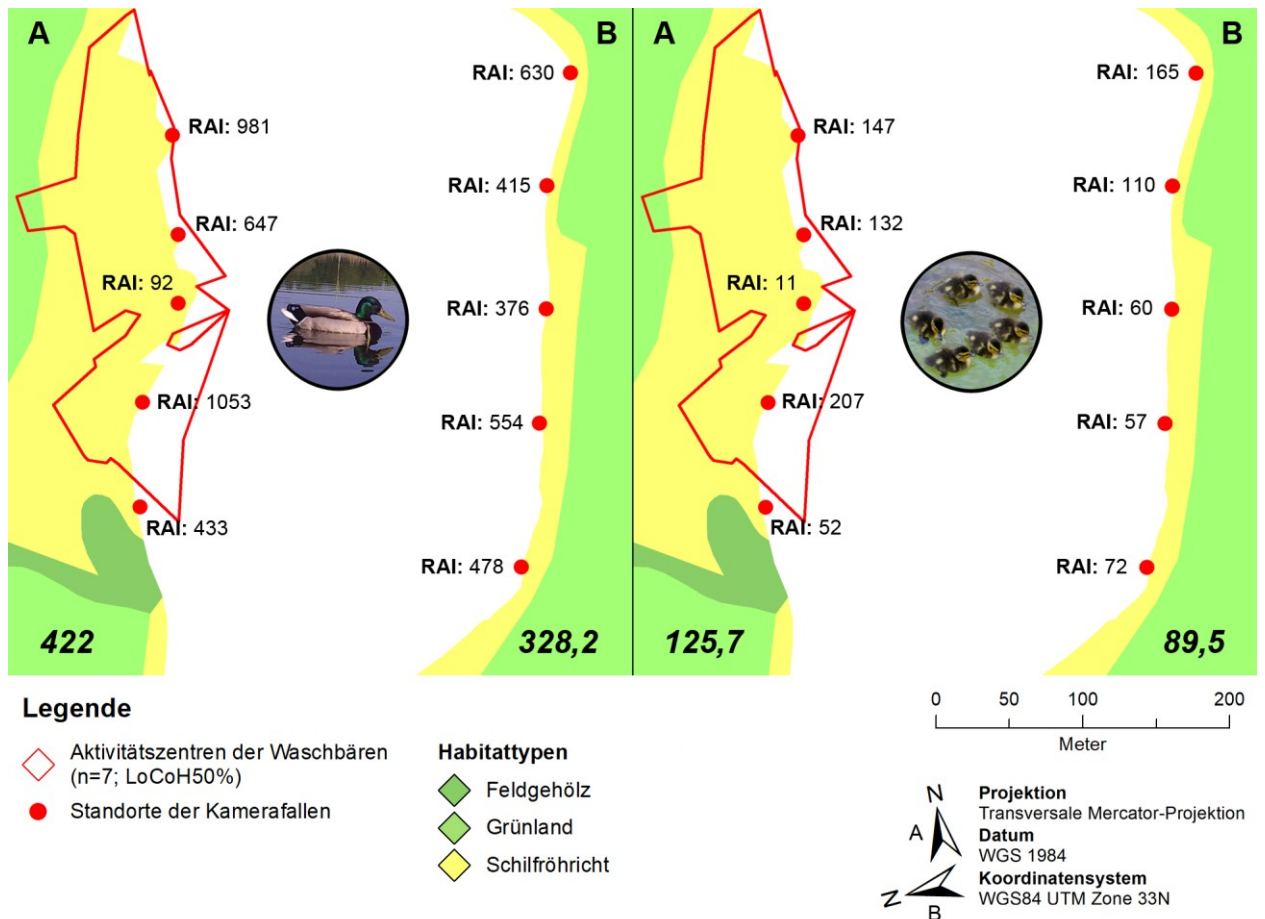 A
B
RAI: 630
RAI: 981
RAI: 415
RAI: 647
RAI: 92
RAI: 376
RAI: 1053
RAI: 554
RAI: 433
RAI: 478
422
328,2
A
B
RAI: 165
RAI: 147
RAI: 110
RAI: 132
RAI: 11
RAI: 60
RAI: 207
RAI: 57
RAI: 52
RAI: 72
125,7
89,5
Legende
Aktivitätszentren der Waschbären
(n=7; LoCoH50%)
Standorte der Kamerafallen
Habitattypen
Feldgehölz
Grünland
Schilfröhricht
0 50 100 200
Meter
N
A
N
B
Projektion
Transversale Mercator-Projektion
Datum
WGS 1984
Koordinatensystem
WGS84 UTM Zone 33N